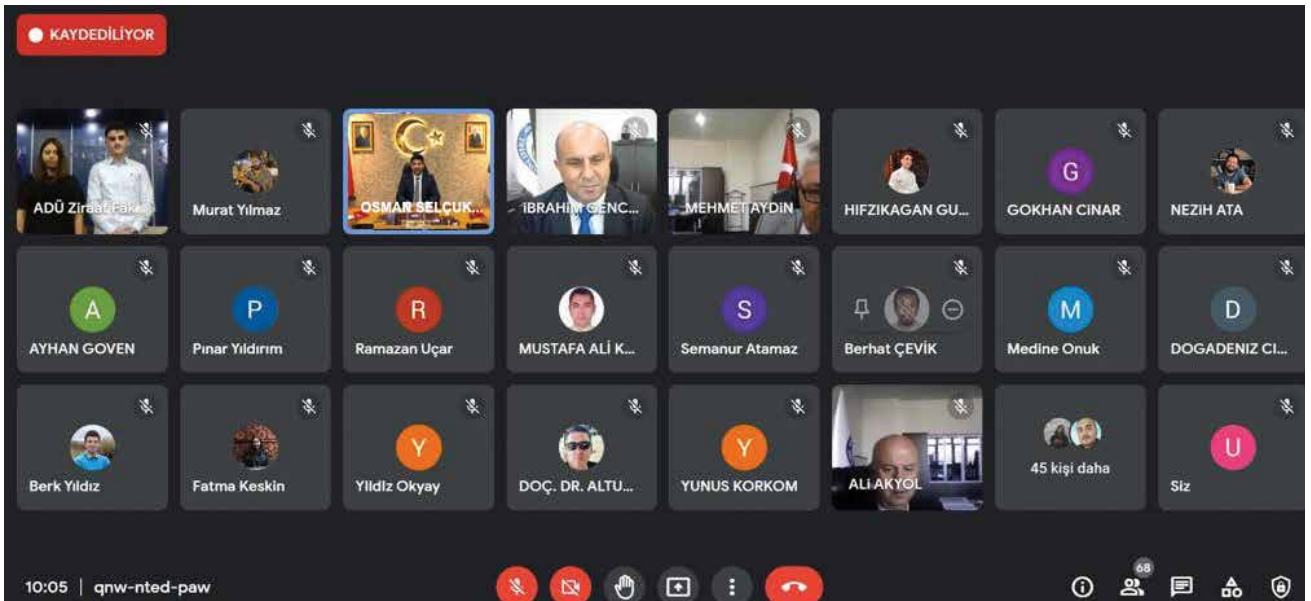 KAYDEDİLİYOR
ADÜ Ziraat Fak...
Murat Yılmaz
OSMAN SELÇUK...
İBRAHİM GENC...
MEHMET AYDIN
HIFZIKAGAN GU...
G
GOKHAN CiNAR
NEZiH ATA
A
AYHAN GOVEN
P
Pınar Yıldırım
R
Ramazan Uçar
MUSTAFA ALİ K...
S
Semanur Atamaz
Berhat ÇEVİK
M
Medine Onuk
D
DOGADENIZ CI...
Berk Yıldız
Fatma Keskin
Y
Yildiz Okyay
DOÇ. DR. ALTU...
Y
YUNUS KORKOM
ALİ AKYOL
45 kişi daha
U
Siz
10:05 | qnw-nted-paw
68